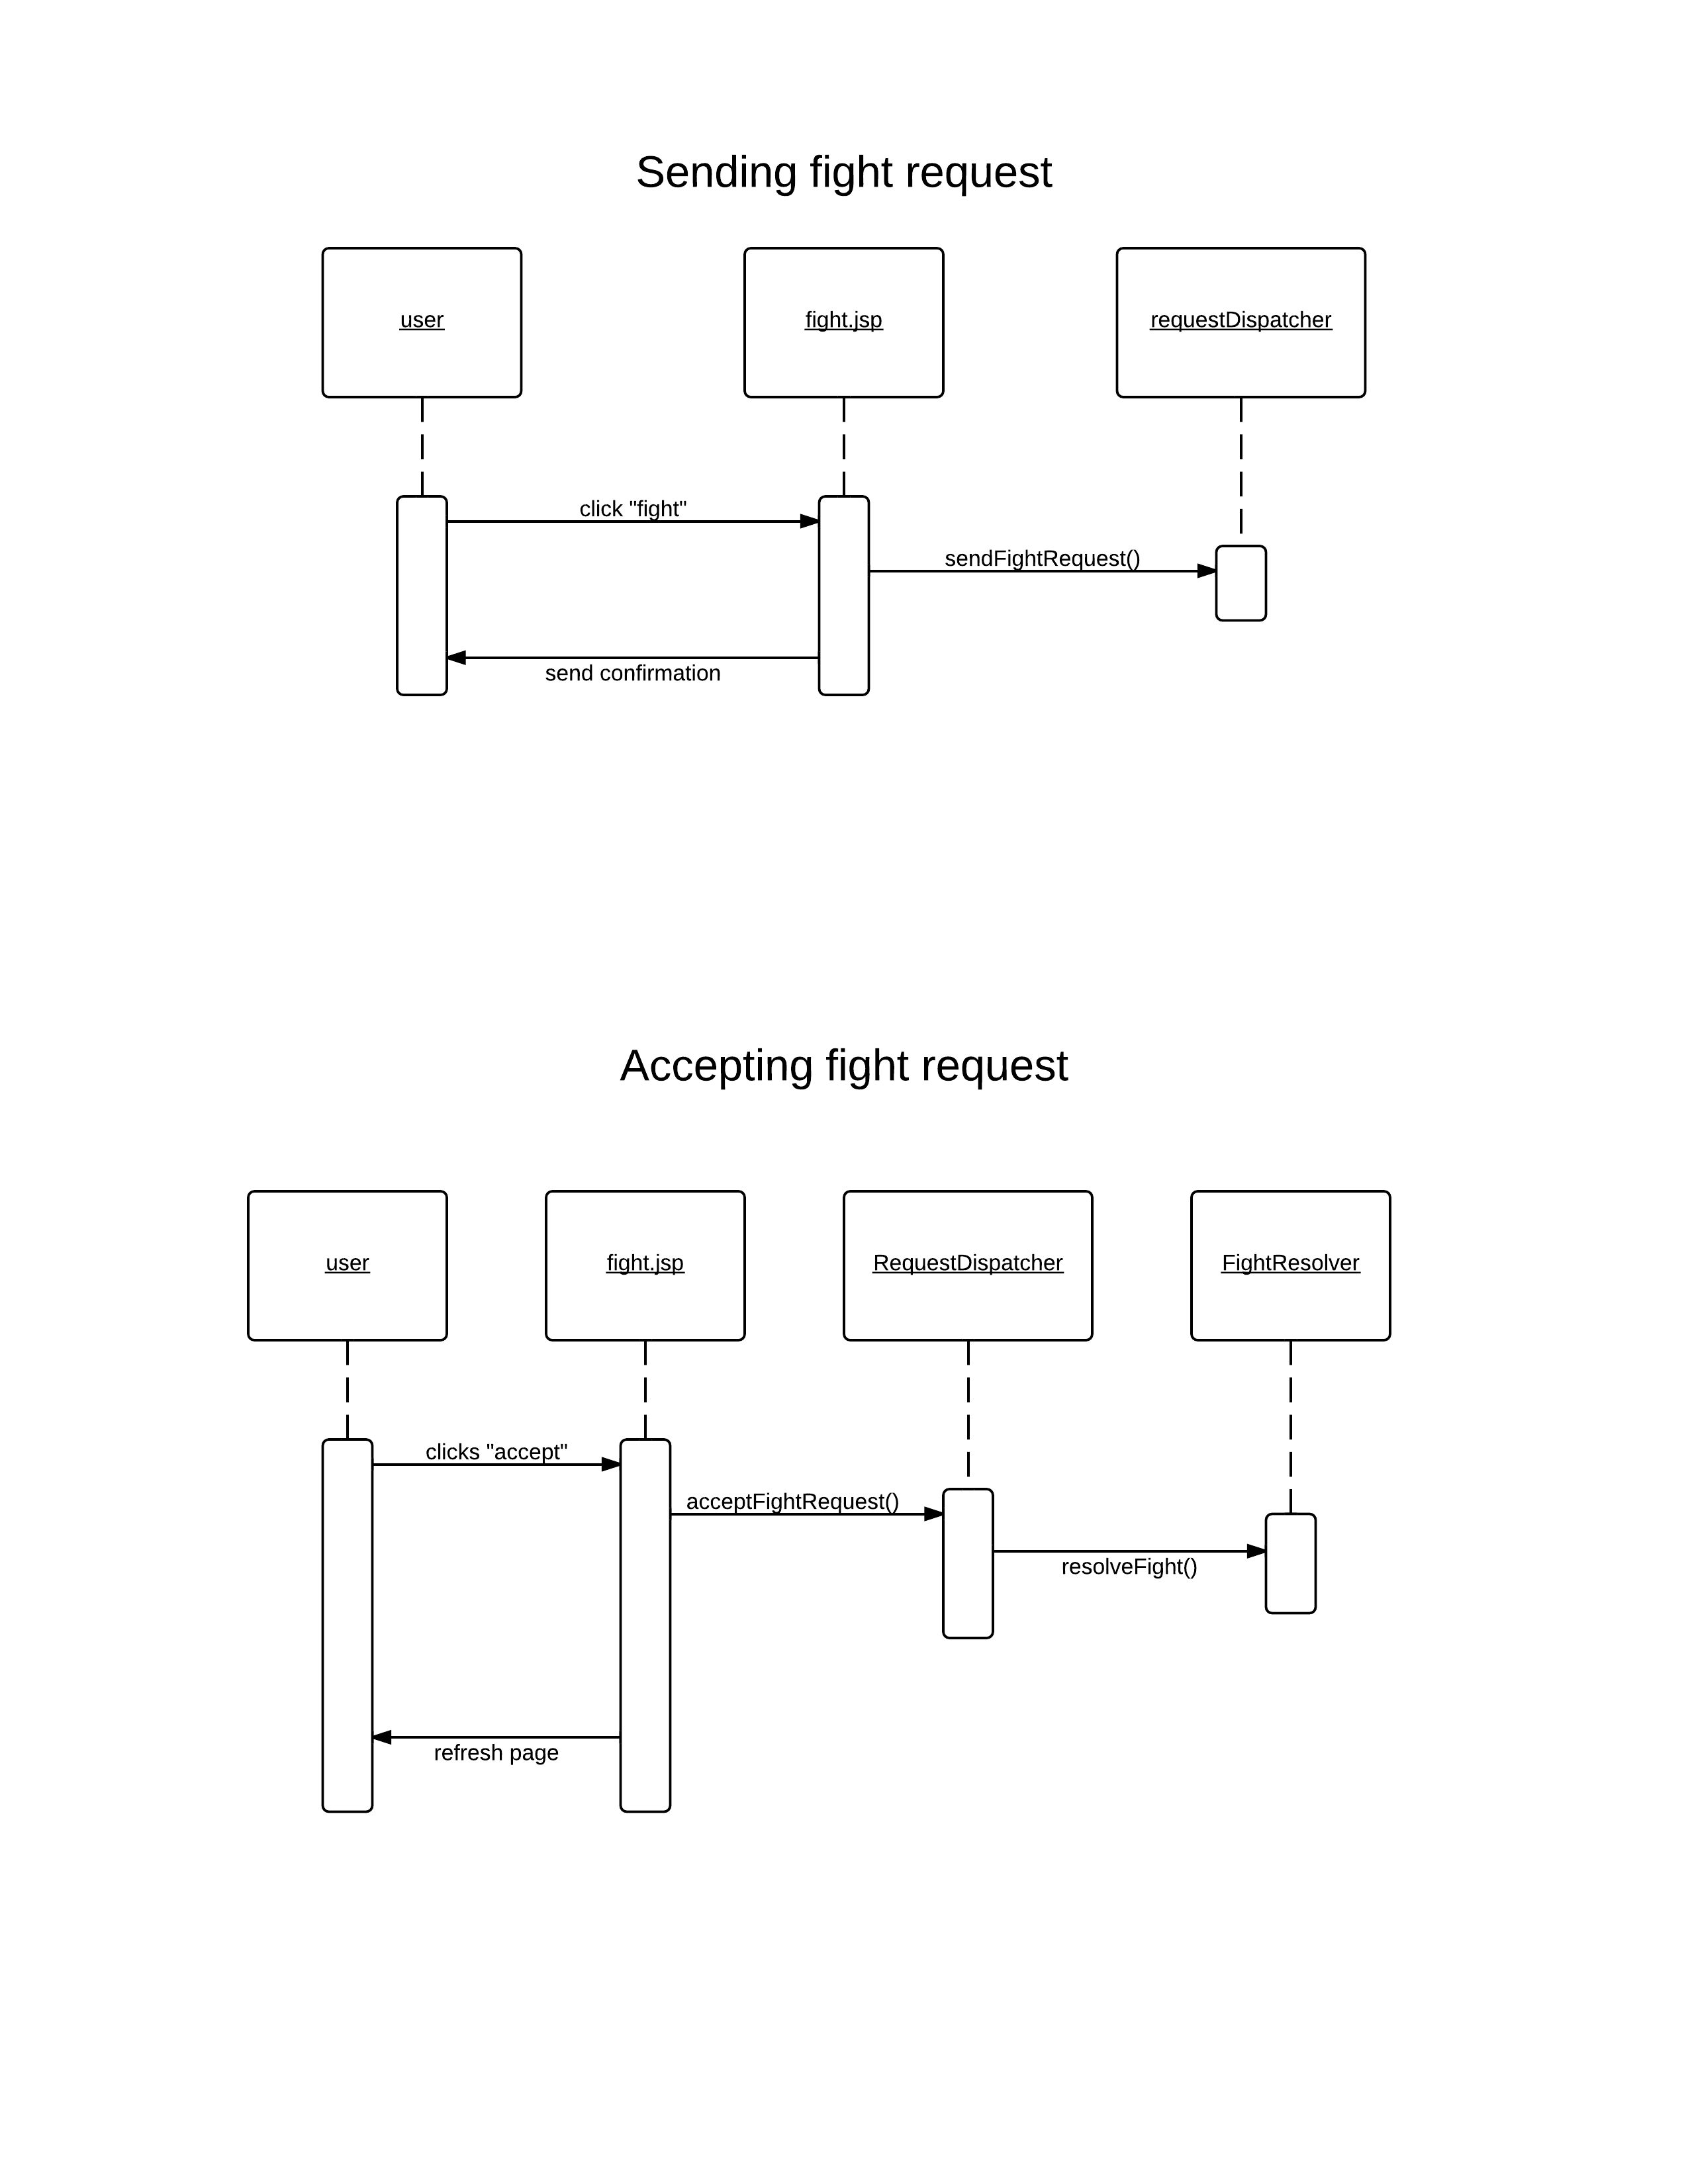 Sending fight request
user
fight.jsp
requestDispatcher
click "fight"
sendFightRequest()
send confirmation
Accepting fight request
user
fight.jsp
RequestDispatcher
FightResolver
clicks "accept"
acceptFightRequest()
resolveFight()
refresh page